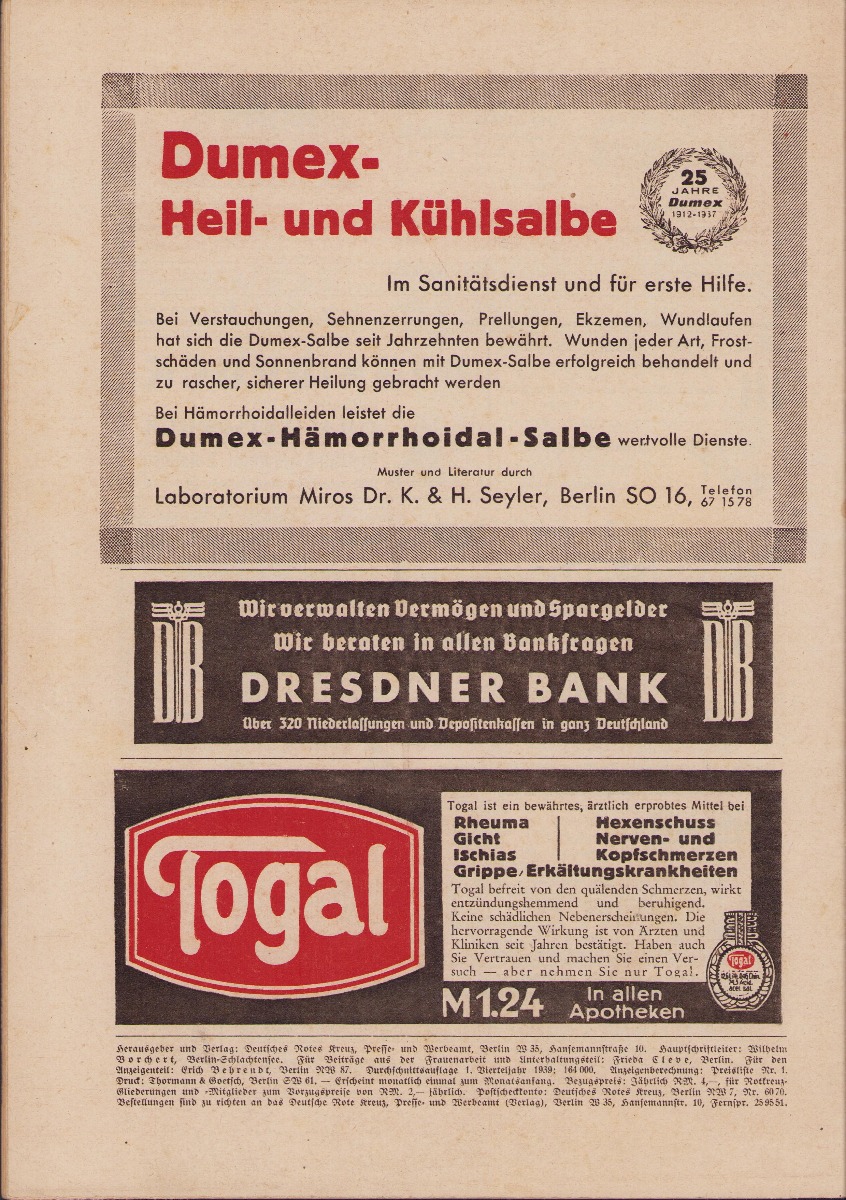 Dumex-
Heil- und Kühlsalbe
25
JAHRE
Dumex
1912-1937
Im Sanitätsdienst und für erste Hilfe.
Bei Verstauchungen, Sehnenzerrungen, Prellungen, Ekzemen, Wundlaufen
hat sich die Dumex-Salbe seit Jahrzehnten bewährt. Wunden jeder Art, Frost-
schäden und Sonnenbrand können mit Dumex-Salbe erfolgreich behandelt und
zu rascher, sicherer Heilung gebracht werden
Bei Hämorrhoidalleiden leistet die
Dumex-Hämorrhoidal-Salbe wertvolle Dienste.
Muster und Literatur durch
Laboratorium Miros Dr. K. & H. Seyler, Berlin SO 16, Telefon
67 15 78
DB
Wir verwalten Vermögen und Spargelder
Wir beraten in allen Bankfragen
DRESDNER BANK
Über 320 Niederlassungen und Depositenkassen in ganz Deutschland
DB
Togal
Togal ist ein bewährtes, ärztlich erprobtes Mittel bei
Rheuma | Hexenschuss
Gicht | Nerven- und
Ischias | Kopfschmerzen
Grippe, Erkältungskrankheiten
Togal befreit von den quälenden Schmerzen, wirkt
entzündungshemmend und beruhigend.
Keine schädlichen Nebenerscheinungen. Die
hervorragende Wirkung ist von Ärzten und
Kliniken seit Jahren bestätigt. Haben auch
Sie Vertrauen und machen Sie einen Ver-
such — aber nehmen Sie nur Togal.
M 1.24 In allen
Apotheken
Togal
Herausgeber und Verlag: Deutsches Rotes Kreuz, Presse- und Werbeamt, Berlin W 35, Hansemannstraße 10. Hauptschriftleiter: Wilhelm
Borchert, Berlin-Schlachtensee. Für Beiträge aus der Frauenarbeit und Unterhaltungsteil: Frieda Cleve, Berlin. Für den
Anzeigenteil: Erich Behrendt, Berlin NW 87. Durchschnittsauflage 1. Vierteljahr 1939; 164 000. Anzeigenberechnung: Preisliste Nr. 1.
Druck: Thormann & Goetsch, Berlin SW 61. — Erscheint monatlich einmal zum Monatsanfang. Bezugspreis: Jährlich RM. 4,—, für Rotkreuz-
Gliederungen und -Mitglieder zum Vorzugspreise von RM. 2,— jährlich. Postscheckkonto: Deutsches Rotes Kreuz, Berlin NW 7, Nr. 6070.
Bestellungen sind zu richten an das Deutsche Rote Kreuz, Presse- und Werbeamt (Verlag), Berlin W 35, Hansemannstr. 10, Fernspr. 25 95 51.